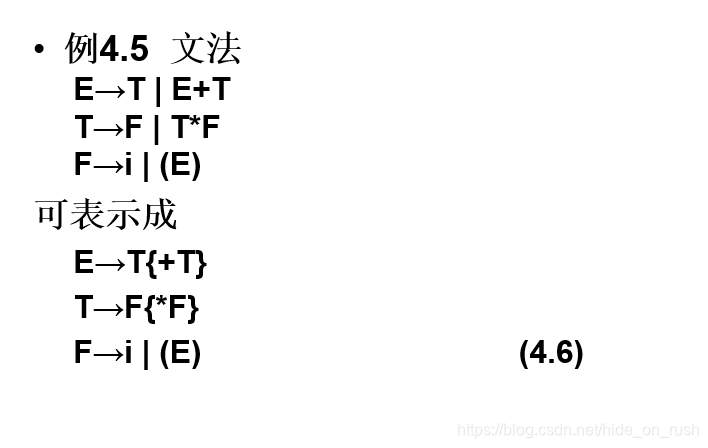 • 例4.5 文法
E→T | E+T
T→F | T*F
F→i | (E)
可表示成
E→T{+T}
T→F{*F}
F→i | (E) (4.6)
https://blog.csdn.net/hide_on_rush